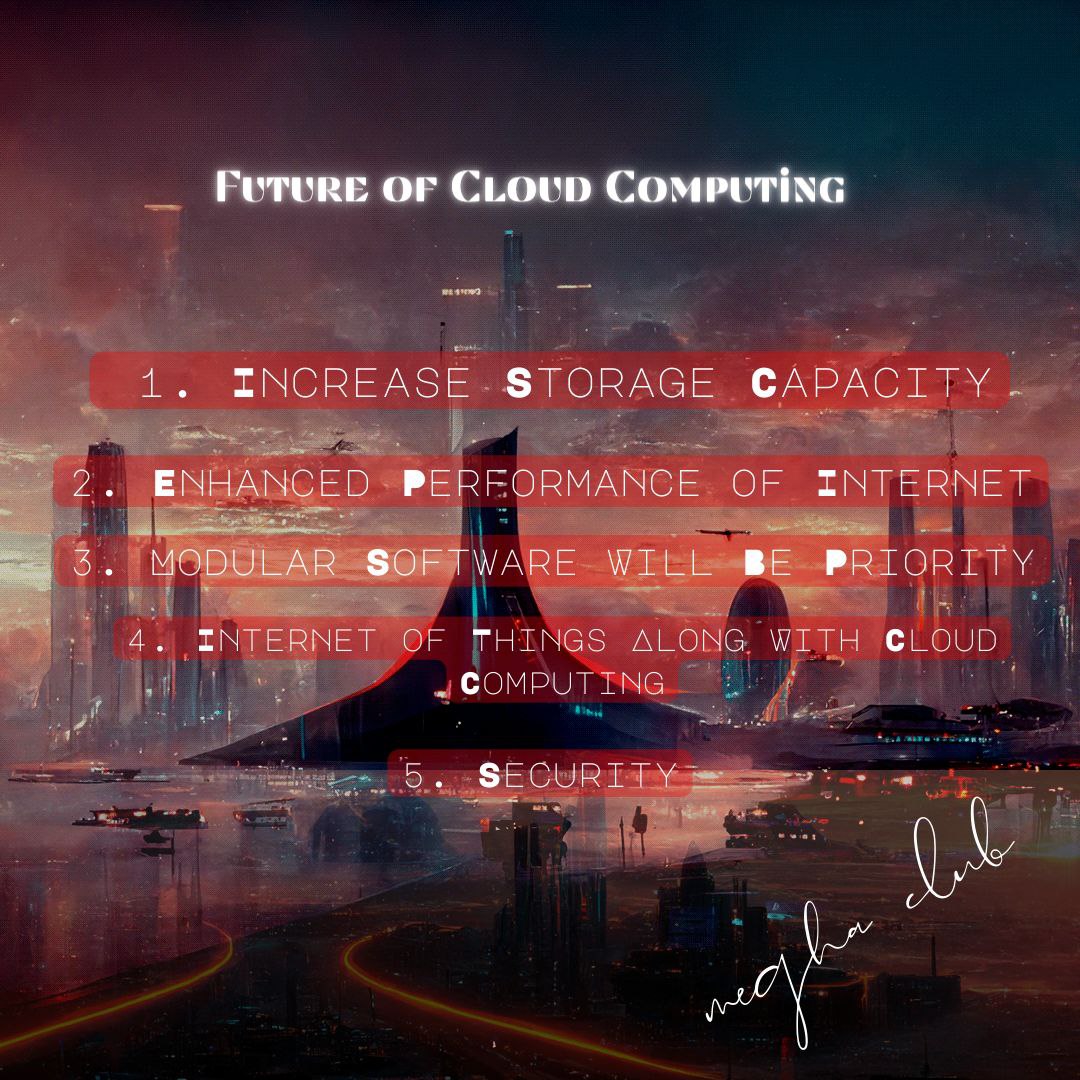 Future of Cloud Computing
1. Increase Storage Capacity
2. Enhanced Performance of Internet
3. Modular Software Will Be Priority
4. Internet of Things Along with Cloud
Computing
5. Security
megha club